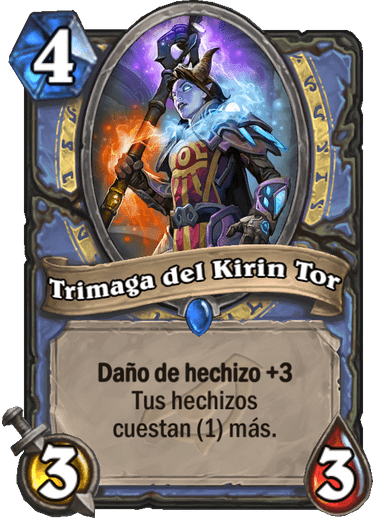 4
Trimaga del Kirin Tor
Daño de hechizo +3
Tus hechizos
cuestan (1) más.
3
3